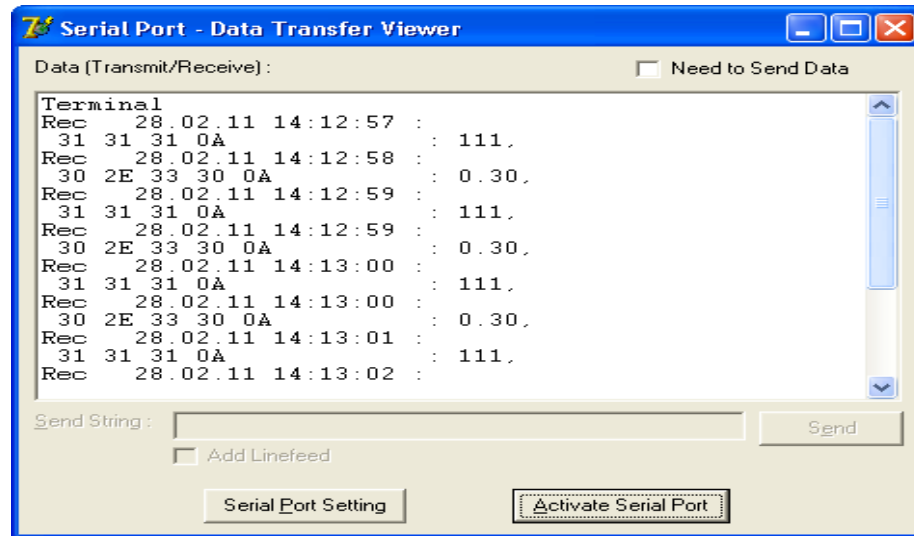 Serial Port - Data Transfer Viewer
Data (Transmit/Receive) :
Need to Send Data
Terminal
Rec 28.02.11 14:12:57 :
31 31 31 0A : 111,
Rec 28.02.11 14:12:58 :
30 2E 33 30 0A : 0.30,
Rec 28.02.11 14:12:59 :
31 31 31 0A : 111,
Rec 28.02.11 14:12:59 :
30 2E 33 30 0A : 0.30,
Rec 28.02.11 14:13:00 :
31 31 31 0A : 111,
Rec 28.02.11 14:13:00 :
30 2E 33 30 0A : 0.30,
Rec 28.02.11 14:13:01 :
31 31 31 0A : 111,
Rec 28.02.11 14:13:02 :
Send String :
Send
Add Linefeed
Serial Port Setting
Activate Serial Port